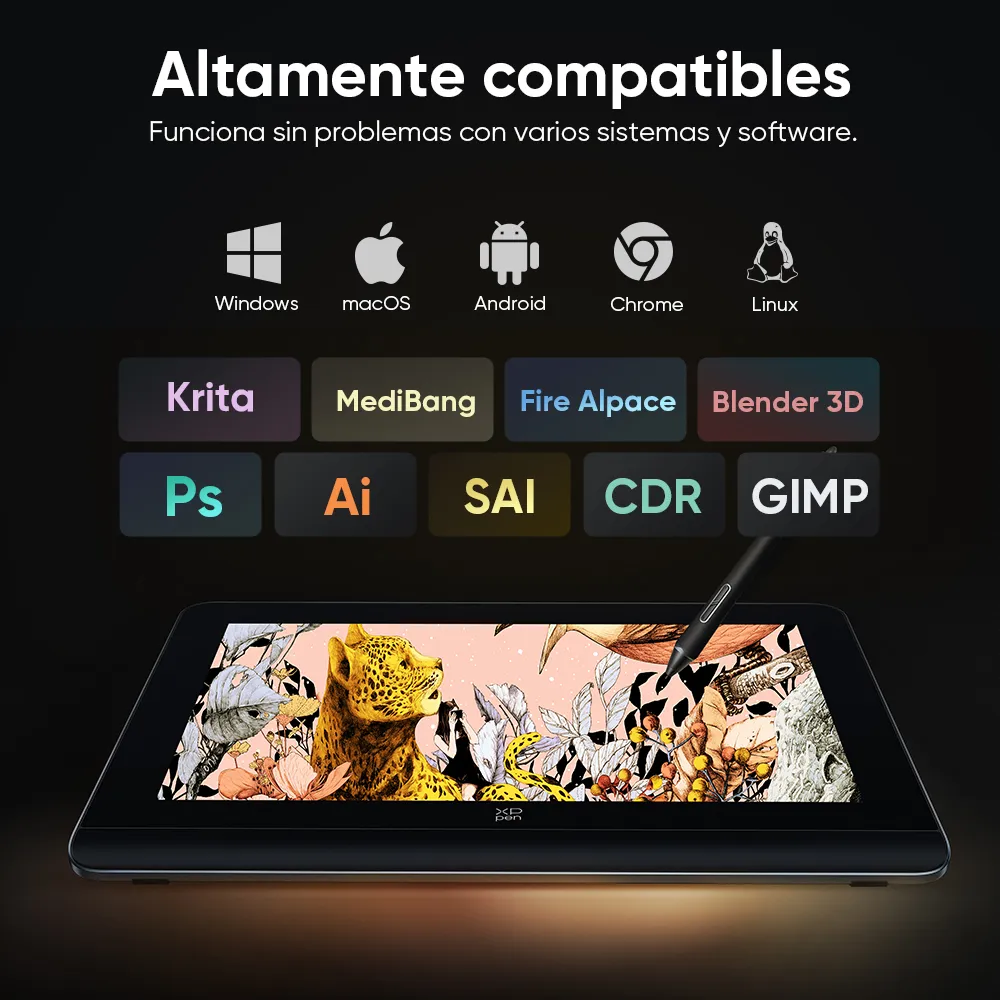 Altamente compatibles
Funciona sin problemas con varios sistemas y software.
Windows macOS Android Chrome Linux
Krita MediBang Fire Alpace Blender 3D
Ps Ai SAI CDR GIMP
XP
pen